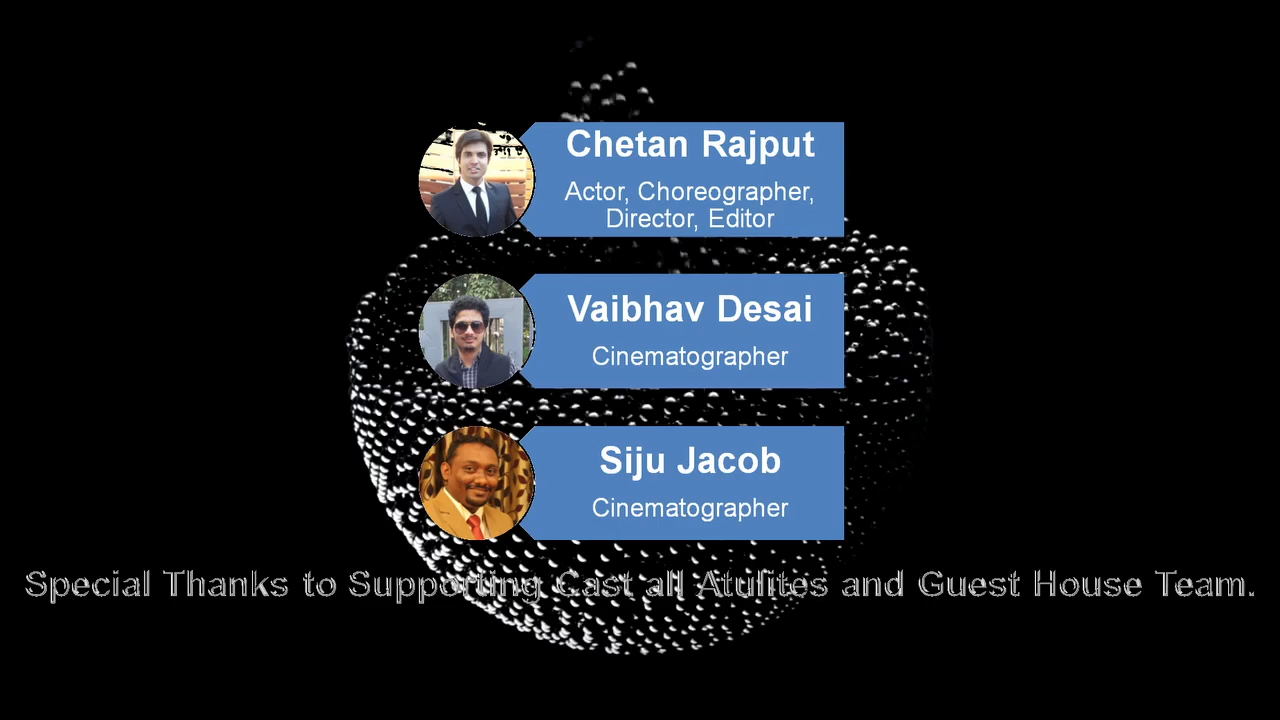 Chetan Rajput
Actor, Choreographer,
Director, Editor
Vaibhav Desai
Cinematographer
Siju Jacob
Cinematographer
Special Thanks to Supporting Cast all Atulites and Guest House Team.